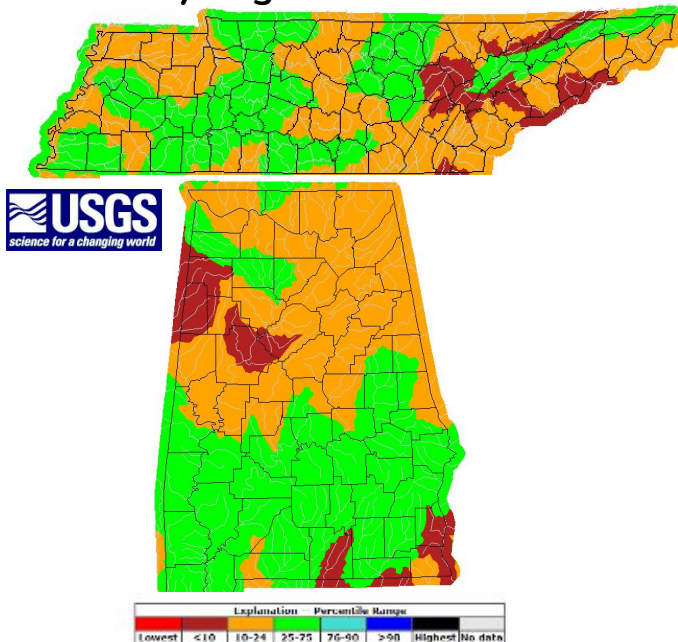 USGS
science for a changing world
Explanation - Percentile Range
Lowest <10 10-24 25-75 76-90 >90 Highest No data